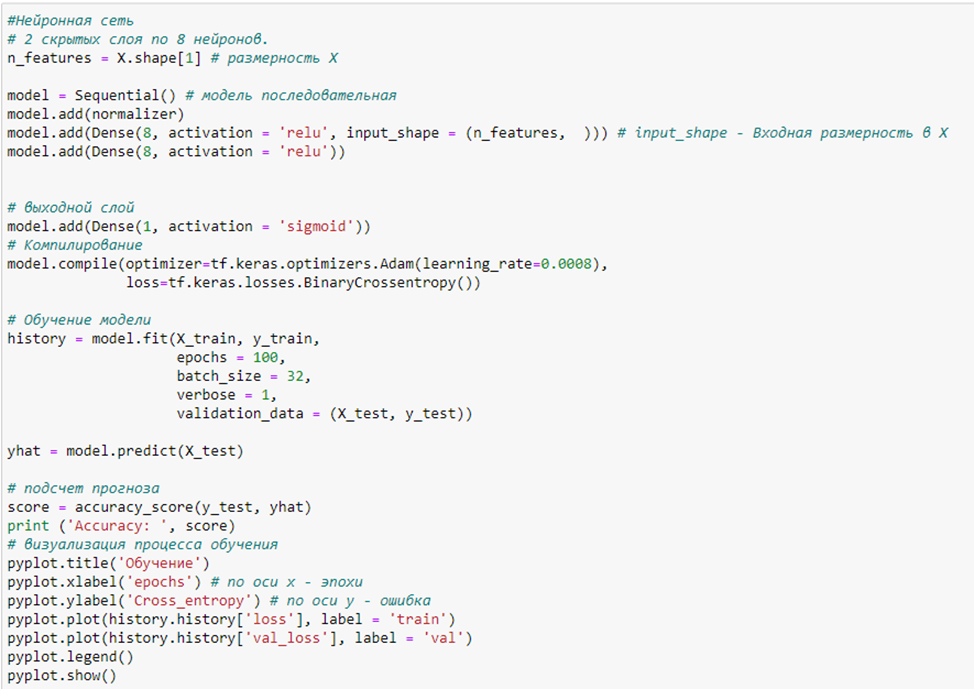 #Нейронная сеть
# 2 скрытых слоя по 8 нейронов.
n_features = X.shape[1] # размерность X
model = Sequential() # модель последовательная
model.add(normalizer)
model.add(Dense(8, activation = 'relu', input_shape = (n_features,  ))) # input_shape - Входная размерность в X
model.add(Dense(8, activation = 'relu'))
# выходной слой
model.add(Dense(1, activation = 'sigmoid'))
# Компилирование
model.compile(optimizer=tf.keras.optimizers.Adam(learning_rate=0.0008),
              loss=tf.keras.losses.BinaryCrossentropy())
# Обучение модели
history = model.fit(X_train, y_train,
                    epochs = 100,
                    batch_size = 32,
                    verbose = 1,
                    validation_data = (X_test, y_test))
yhat = model.predict(X_test)
# подсчет прогноза
score = accuracy_score(y_test, yhat)
print ('Accuracy: ', score)
# визуализация процесса обучения
pyplot.title('Обучение')
pyplot.xlabel('epochs') # по оси x - эпохи
pyplot.ylabel('Cross_entropy') # по оси y - ошибка
pyplot.plot(history.history['loss'], label = 'train')
pyplot.plot(history.history['val_loss'], label = 'val')
pyplot.legend()
pyplot.show()